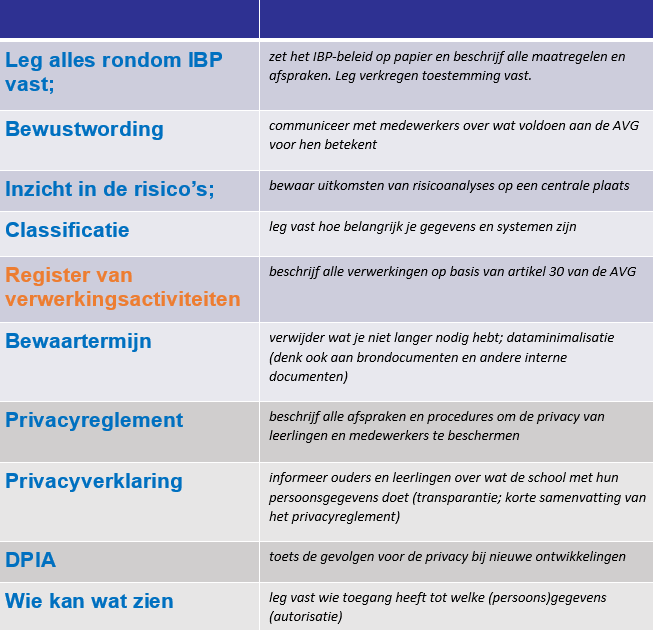 Leg alles rondom IBP
vast;
zet het IBP-beleid op papier en beschrijf alle maatregelen en
afspraken. Leg verkregen toestemming vast.
Bewustwording
communiceer met medewerkers over wat voldoen aan de AVG
voor hen betekent
Inzicht in de risico’s;
bewaar uitkomsten van risicoanalyses op een centrale plaats
Classificatie
leg vast hoe belangrijk je gegevens en systemen zijn
Register van
verwerkingsactiviteiten
beschrijf alle verwerkingen op basis van artikel 30 van de AVG
Bewaartermijn
verwijder wat je niet langer nodig hebt; dataminimalisatie
(denk ook aan brondocumenten en andere interne
documenten)
Privacyreglement
beschrijf alle afspraken en procedures om de privacy van
leerlingen en medewerkers te beschermen
Privacyverklaring
informeer ouders en leerlingen over wat de school met hun
persoonsgegevens doet (transparantie; korte samenvatting van
het privacyreglement)
DPIA
toets de gevolgen voor de privacy bij nieuwe ontwikkelingen
Wie kan wat zien
leg vast wie toegang heeft tot welke (persoons)gegevens
(autorisatie)